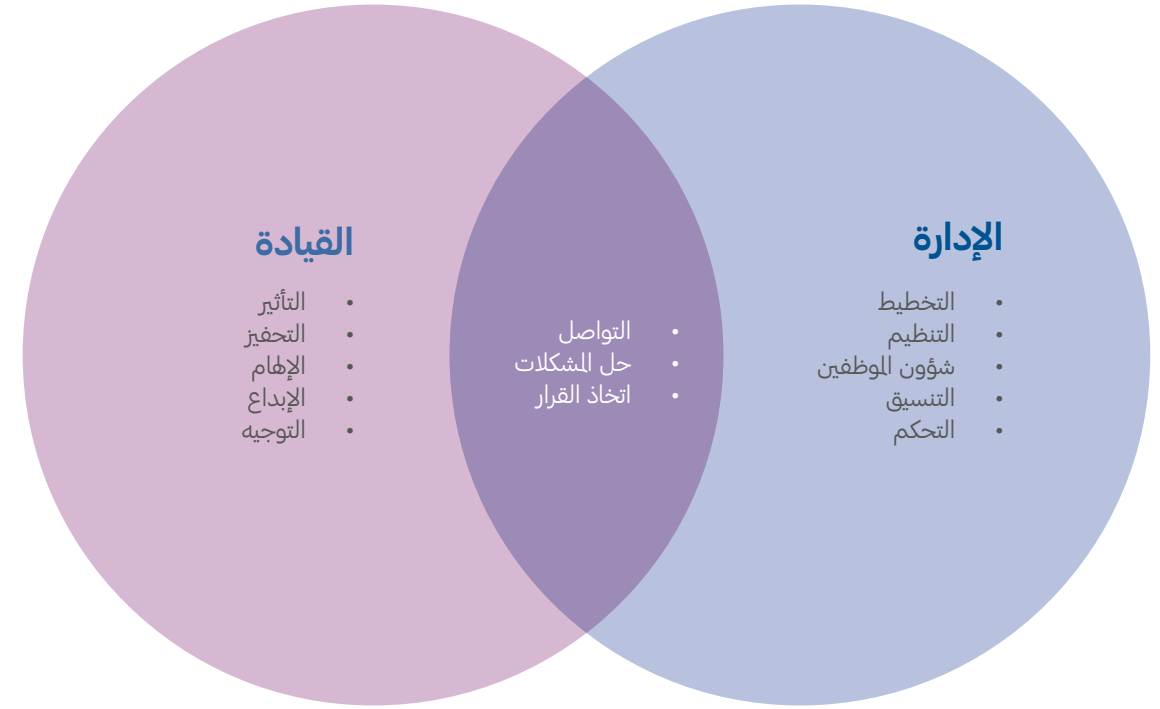 الإدارة
• التخطيط
• التنظيم
• شؤون الموظفين
• التنسيق
• التحكم
• التواصل
• حل المشكلات
• اتخاذ القرار
القيادة
• التأثير
• التحفيز
• الإلهام
• الإبداع
• التوجيه